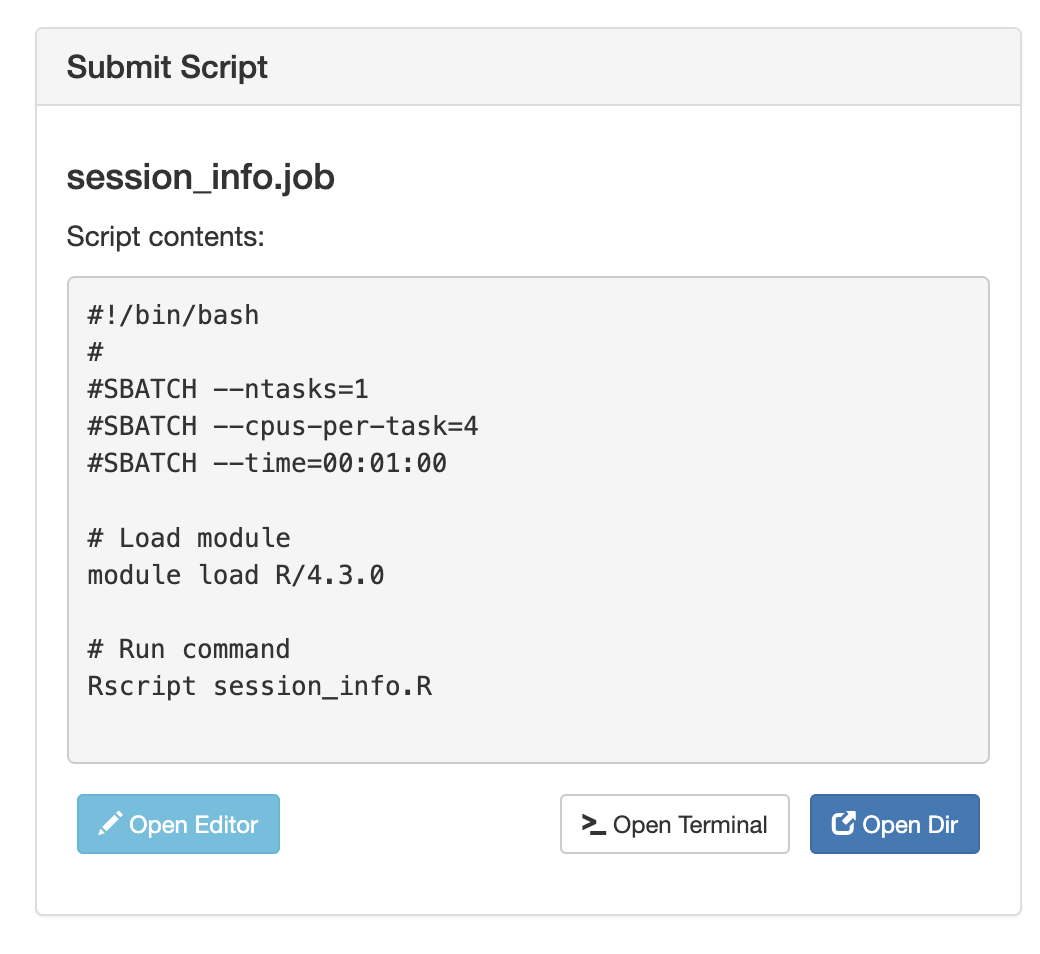 Submit Script
session_info.job
Script contents:
#!/bin/bash
#
#SBATCH --ntasks=1
#SBATCH --cpus-per-task=4
#SBATCH --time=00:01:00
# Load module
module load R/4.3.0
# Run command
Rscript session_info.R
Open Editor
>_ Open Terminal
Open Dir